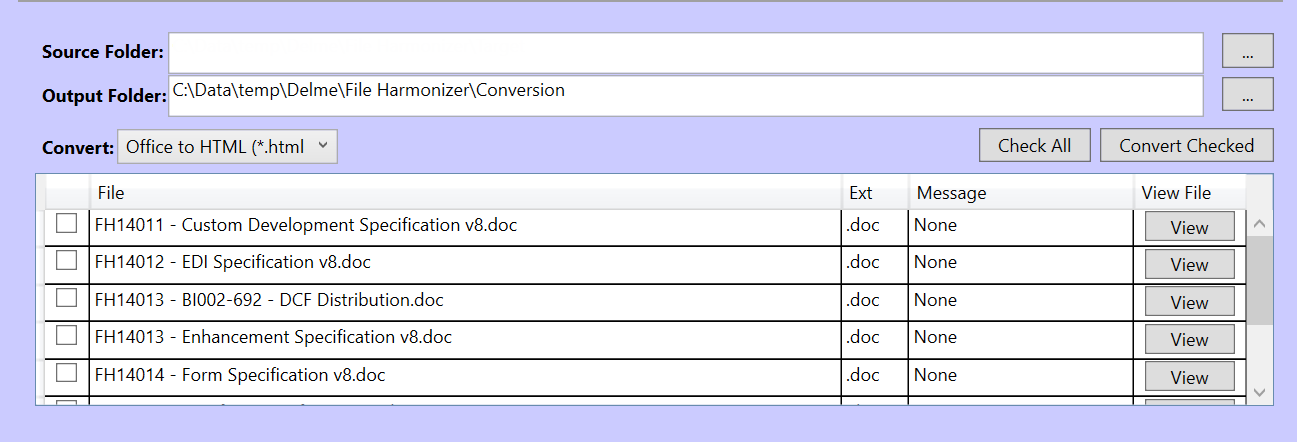 Source Folder:
...
Output Folder: C:\Data\temp\Delme\File Harmonizer\Conversion
...
Convert: Office to HTML (*.html
Check All
Convert Checked
File Ext Message View File
FH14011 - Custom Development Specification v8.doc .doc None View
FH14012 - EDI Specification v8.doc .doc None View
FH14013 - BI002-692 - DCF Distribution.doc .doc None View
FH14013 - Enhancement Specification v8.doc .doc None View
FH14014 - Form Specification v8.doc .doc None View